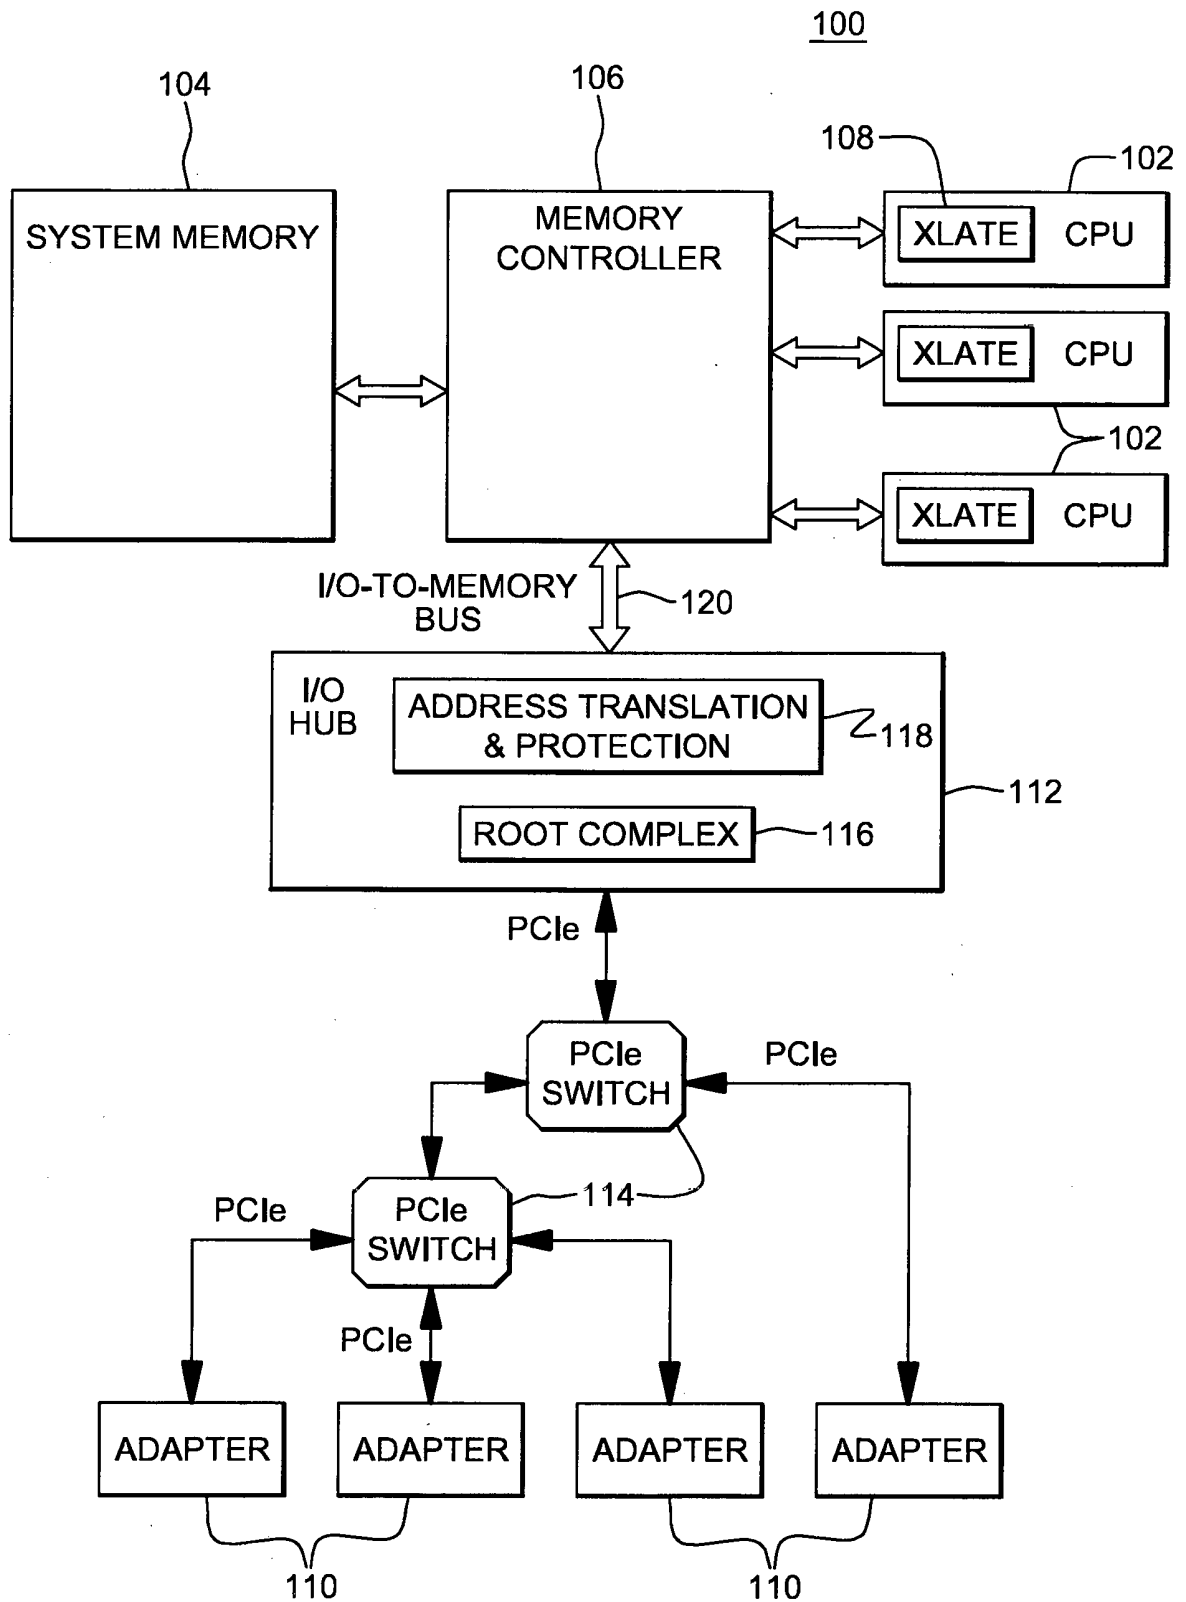 100
104
106
108
102
SYSTEM MEMORY
MEMORY
CONTROLLER
XLATE
CPU
XLATE
CPU
102
XLATE
CPU
I/O-TO-MEMORY
BUS
120
I/O
HUB
ADDRESS TRANSLATION
& PROTECTION
118
112
ROOT COMPLEX
116
PCIe
PCIe
SWITCH
PCIe
114
PCIe
PCIe
SWITCH
PCIe
ADAPTER
ADAPTER
ADAPTER
ADAPTER
110
110